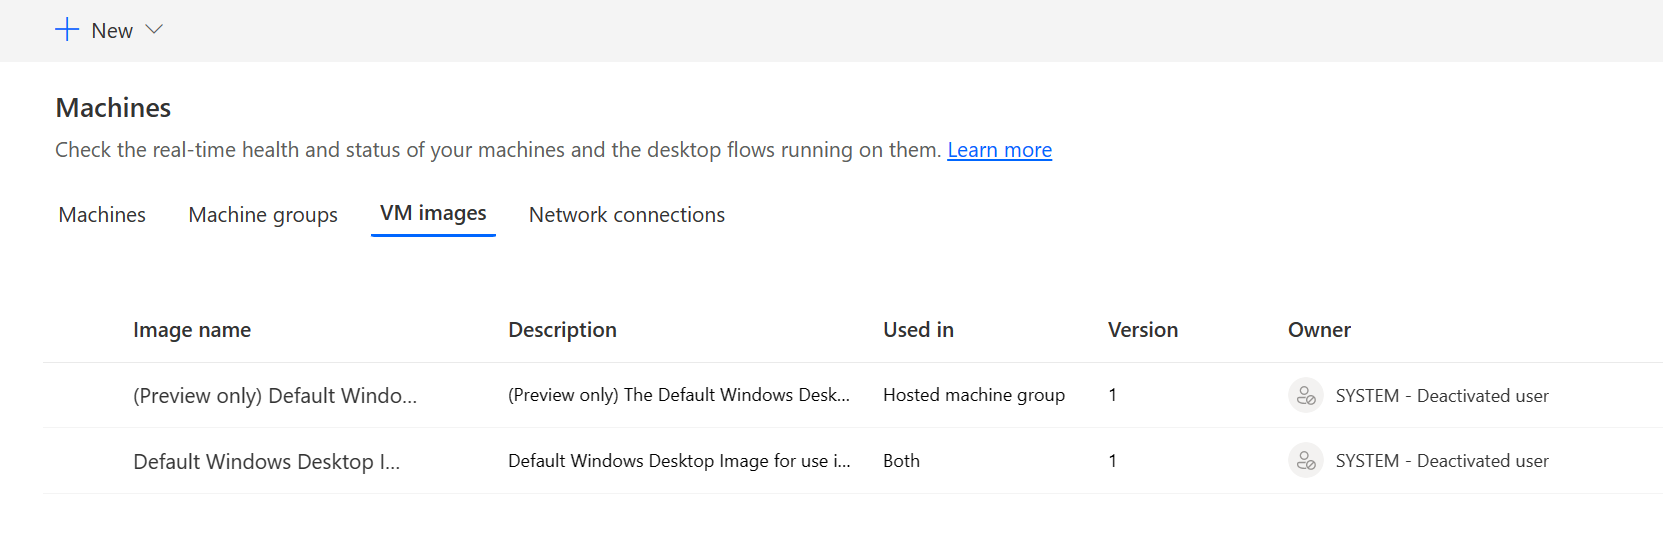 New
Machines
Check the real-time health and status of your machines and the desktop flows running on them. Learn more
Machines Machine groups VM images Network connections
Image name Description Used in Version Owner
(Preview only) Default Windo... (Preview only) The Default Windows Desk... Hosted machine group 1 SYSTEM - Deactivated user
Default Windows Desktop I... Default Windows Desktop Image for use i... Both 1 SYSTEM - Deactivated user